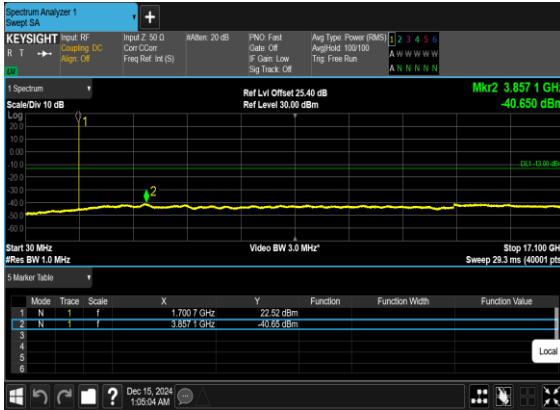 Spectrum Analyzer 1
Swept SA
+
KEYSIGHT
R T
LV
Input: RF
Coupling: DC
Align: Off
Input Z: 50 Ω
Corr CCorr
Freq Ref: Int (S)
#Atten: 20 dB
PNO: Fast
Gate: Off
IF Gain: Low
Sig Track: Off
Avg Type: Power (RMS)
Avg|Hold: 100/100
Trig: Free Run
1 2 3 4 5 6
A W W W W W
A N N N N N
1 Spectrum
Scale/Div 10 dB
Ref Lvl Offset 25.40 dB
Ref Level 30.00 dBm
Mkr2 3.857 1 GHz
-40.650 dBm
Log
20.0
10.0
0.00
-10.0
-20.0
-30.0
-40.0
-50.0
-60.0
1
2
DL1 -13.00 dBm
Start 30 MHz
#Res BW 1.0 MHz
Video BW 3.0 MHz*
Stop 17.100 GHz
Sweep 29.3 ms (40001 pts)
5 Marker Table
Mode Trace Scale X Y Function Function Width Function Value
1 N 1 f 1.700 7 GHz 22.52 dBm
2 N 1 f 3.857 1 GHz -40.65 dBm
3
4
5
6
Local
?
Dec 15, 2024
1:05:04 AM